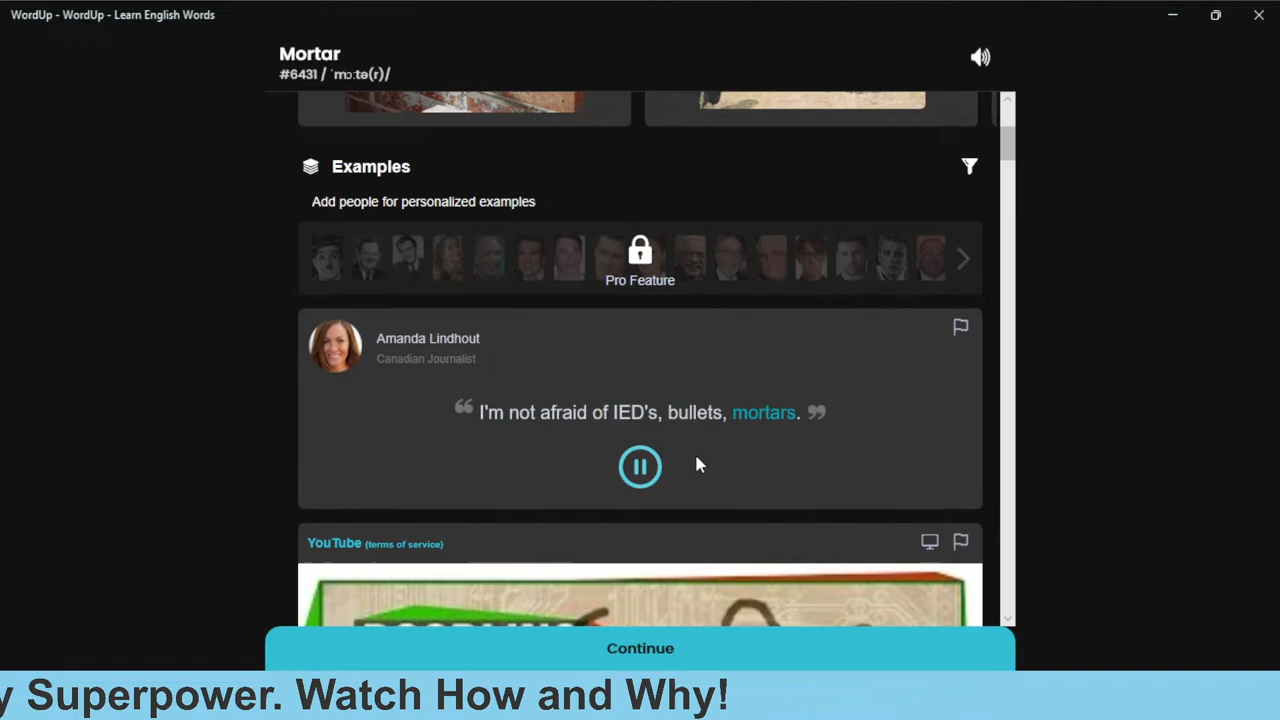 WordUp - WordUp - Learn English Words
Mortar
#6431 / ˈmɔːtə(r)/
Examples
Add people for personalized examples
Pro Feature
Amanda Lindhout
Canadian Journalist
“ I'm not afraid of IED's, bullets, mortars. ”
YouTube (terms of service)
Continue
y Superpower. Watch How and Why!